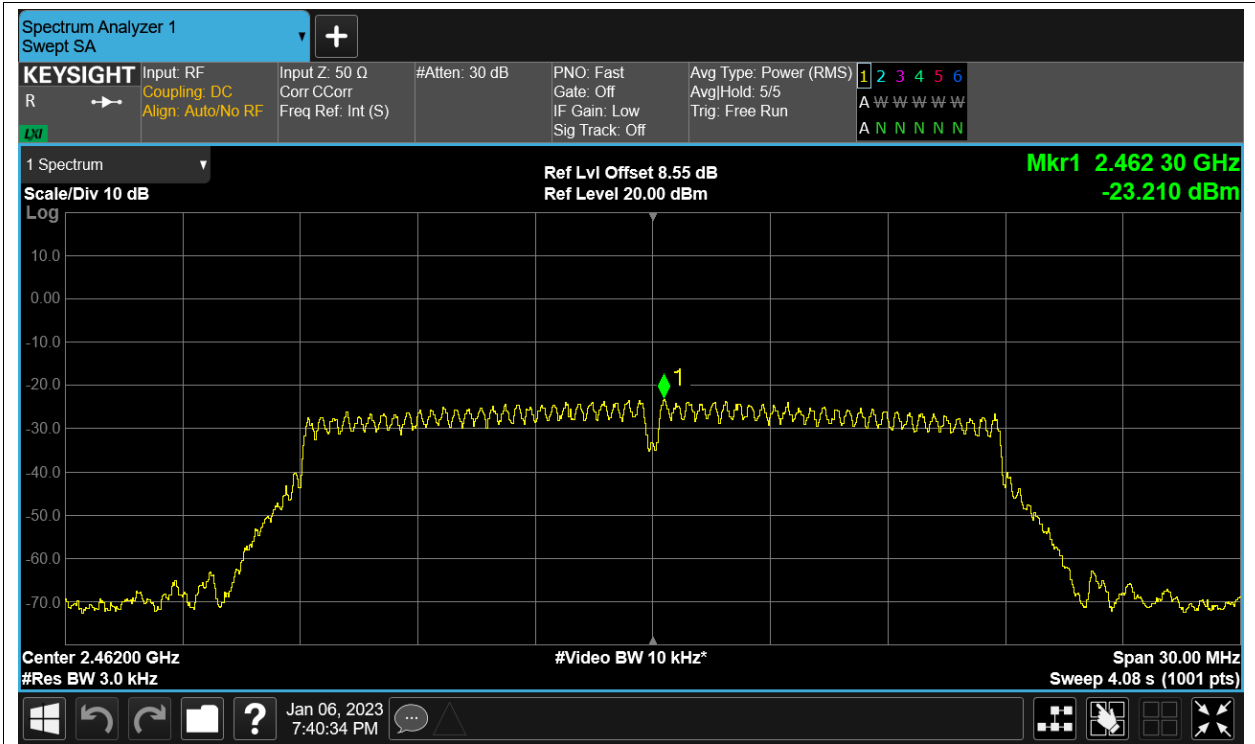 Spectrum Analyzer 1
Swept SA
KEYSIGHT
R
LXI
Input: RF
Coupling: DC
Align: Auto/No RF
Input Z: 50 Ω
Corr CCorr
Freq Ref: Int (S)
#Atten: 30 dB
PNO: Fast
Gate: Off
IF Gain: Low
Sig Track: Off
Avg Type: Power (RMS)
Avg|Hold: 5/5
Trig: Free Run
1 2 3 4 5 6
A W W W W W
A N N N N N
1 Spectrum
Scale/Div 10 dB
Log
Ref Lvl Offset 8.55 dB
Ref Level 20.00 dBm
Mkr1 2.462 30 GHz
-23.210 dBm
10.0
0.00
-10.0
-20.0
-30.0
-40.0
-50.0
-60.0
-70.0
1
Center 2.46200 GHz
#Res BW 3.0 kHz
#Video BW 10 kHz*
Span 30.00 MHz
Sweep 4.08 s (1001 pts)
?
Jan 06, 2023
7:40:34 PM